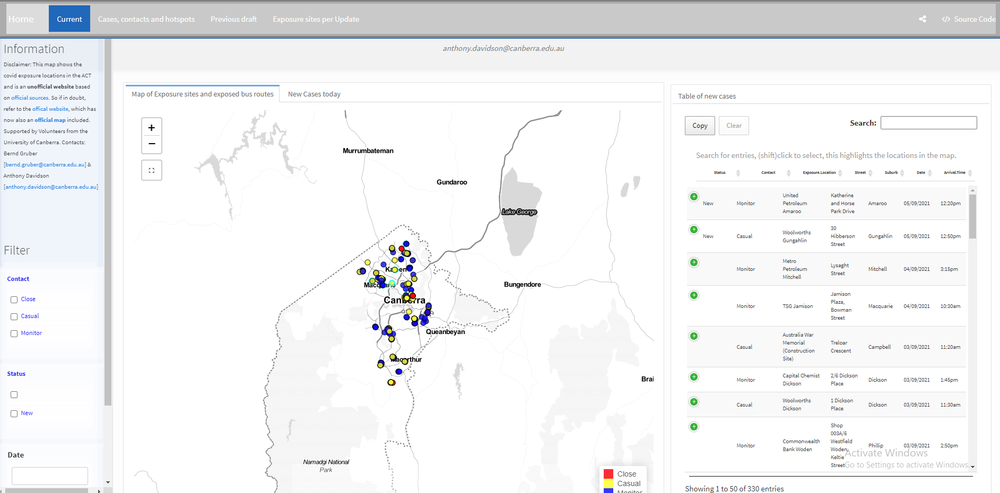 Home
Current
Cases, contacts and hotspots
Previous draft
Exposure sites per Update
Source Code
Information
Disclaimer: This map shows the
covid exposure locations in the ACT
and is an unofficial website based
on official sources. So if in doubt,
refer to the offical website, which has
now also an official map included.
Supported by Volunteers from the
University of Canberra. Contacts:
Bernd Gruber
[bernd.gruber@canberra.edu.au] &
Anthony Davidson
[anthony.davidson@canberra.edu.au]
Filter
Contact
Close
Casual
Monitor
Status
New
Date
anthony.davidson@canberra.edu.au
Map of Exposure sites and exposed bus routes
New Cases today
+
−
Murrumbateman
Gundaroo
Lake George
Bungendore
Canberra
Queanbeyan
Namadgi National
Park
Close
Casual
Monitor
Table of new cases
Copy
Clear
Search:
Search for entries, (shift)click to select, this highlights the locations in the map.
Status Contact Exposure.Location Street Suburb Date Arrival.Time
New Monitor United Petroleum Amaroo Katherine and Horse Park Drive Amaroo 05/09/2021 12:20pm
New Casual Woolworths Gungahlin 30 Hibberson Street Gungahlin 05/09/2021 12:50pm
Monitor Metro Petroleum Mitchell Lysaght Street Mitchell 04/09/2021 3:15pm
Monitor TSG Jamison Jamison Plaza, Bowman Street Macquarie 04/09/2021 10:30am
Casual Australia War Memorial (Construction Site) Treloar Crescent Campbell 03/09/2021 11:20am
Monitor Capital Chemist Dickson 2/6 Dickson Place Dickson 03/09/2021 1:45pm
Casual Woolworths Dickson 1 Dickson Place Dickson 03/09/2021 11:30am
Monitor Commonwealth Bank Woden Shop 003A/6 Westfield Woden, Keltie Street Phillip 03/09/2021 2:50pm
Activate Windows
Go to Settings to activate Windows.
Showing 1 to 50 of 330 entries